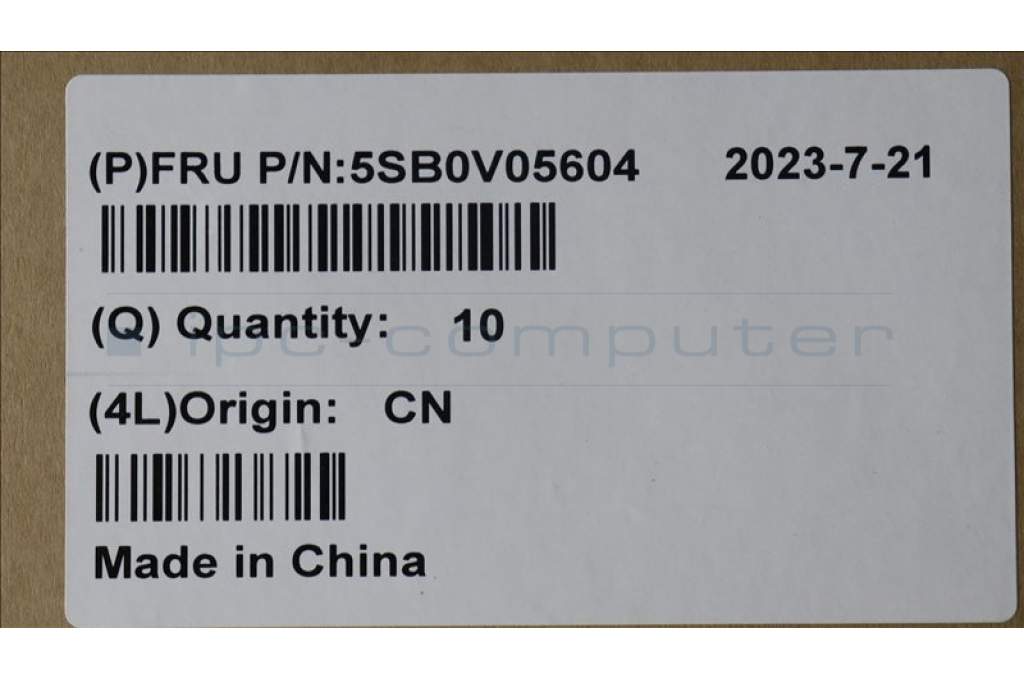 (P)FRU P/N:5SB0V05604 2023-7-21
(Q) Quantity: 10
ipc-computer
(4L)Origin: CN
Made in China